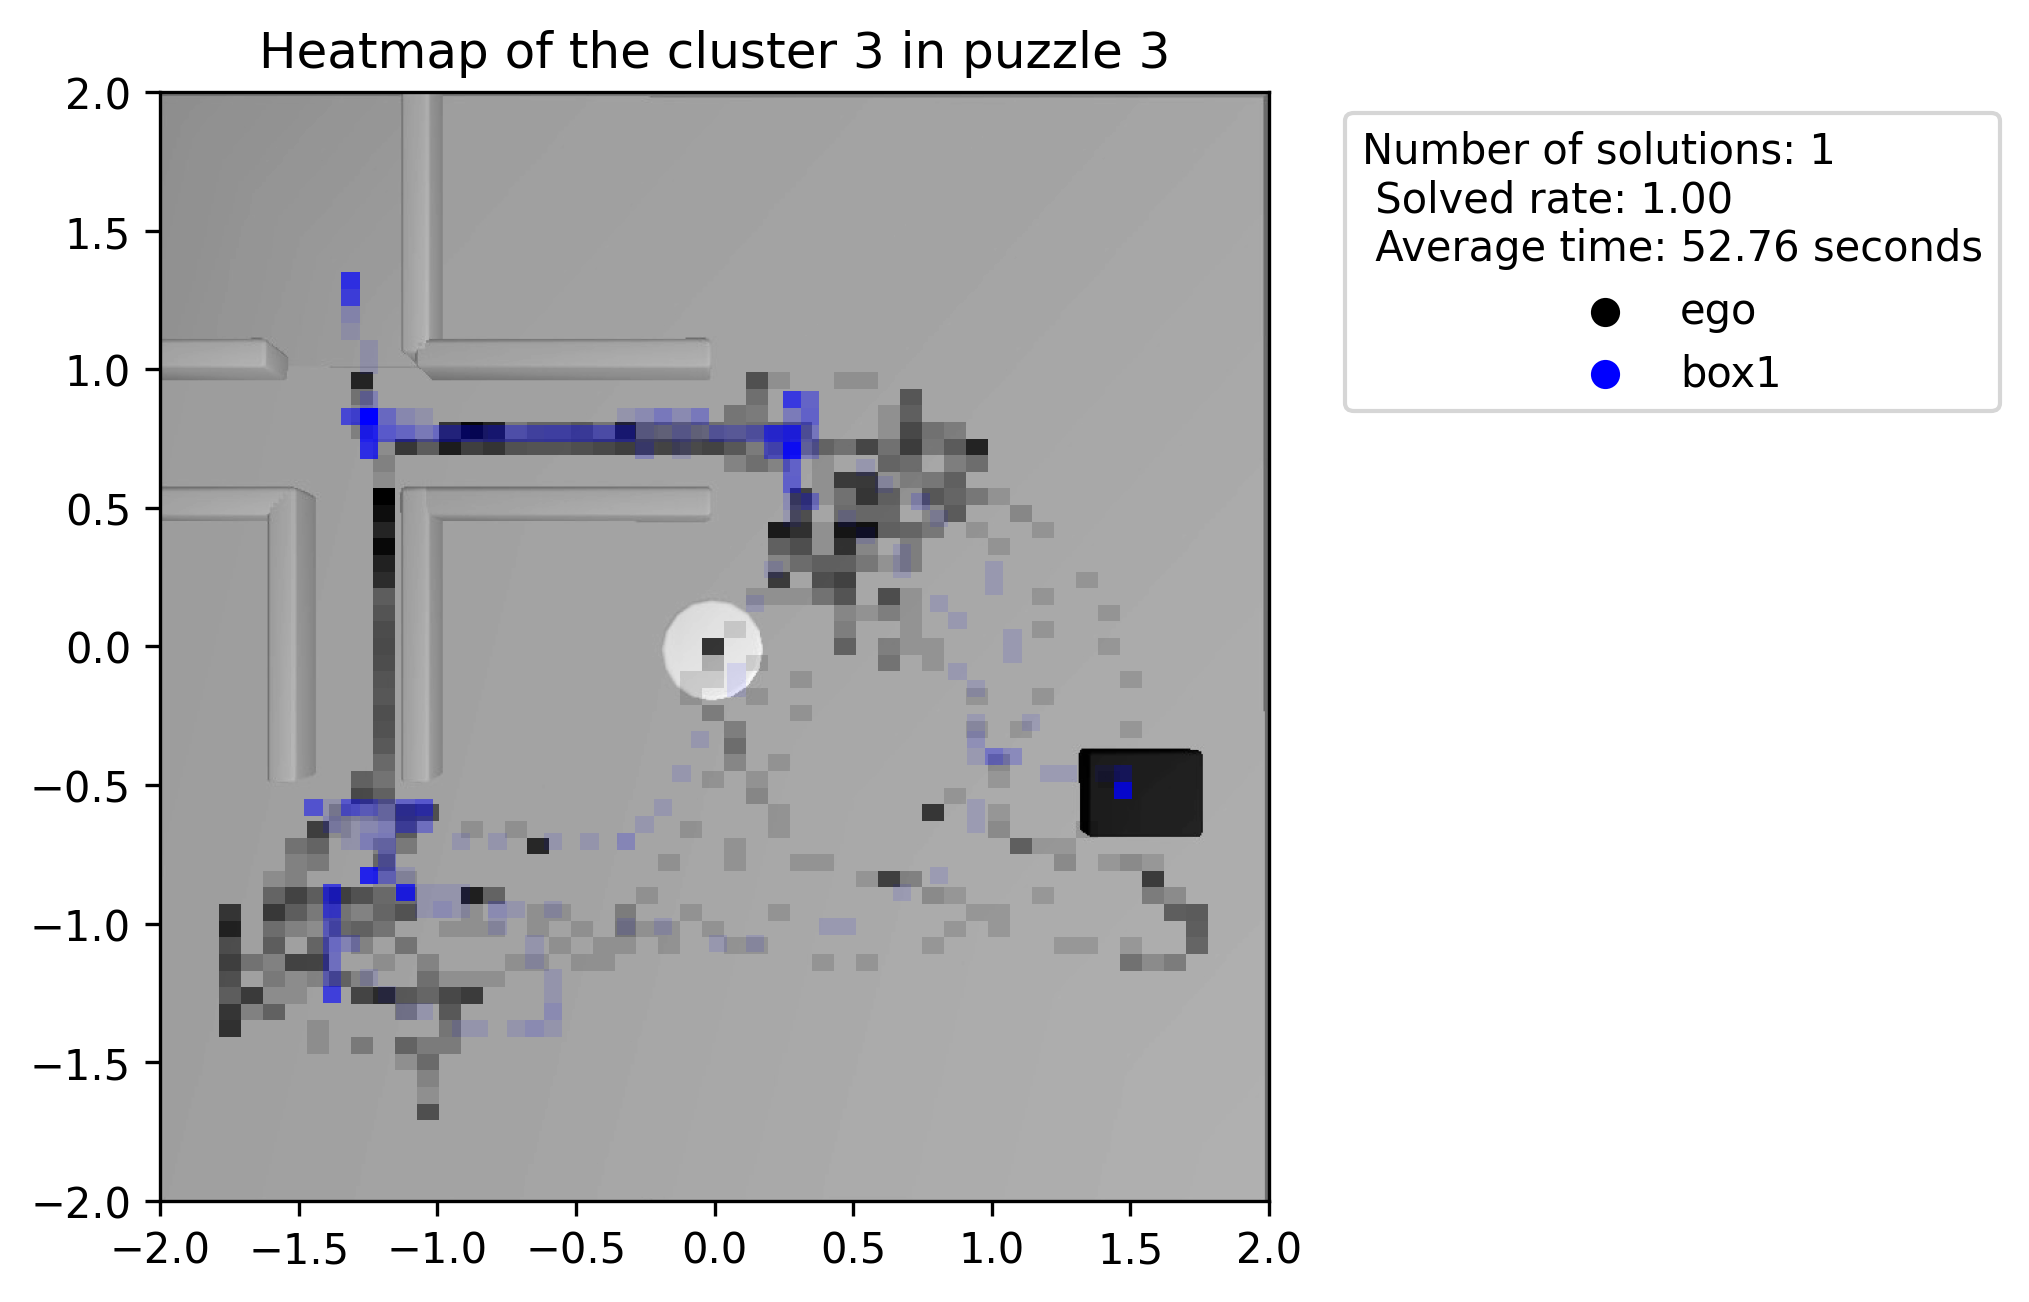 Heatmap of the cluster 3 in puzzle 3
2.0
1.5
1.0
0.5
0.0
−0.5
−1.0
−1.5
−2.0
−2.0 −1.5 −1.0 −0.5 0.0 0.5 1.0 1.5 2.0
Number of solutions: 1
Solved rate: 1.00
Average time: 52.76 seconds
ego
box1